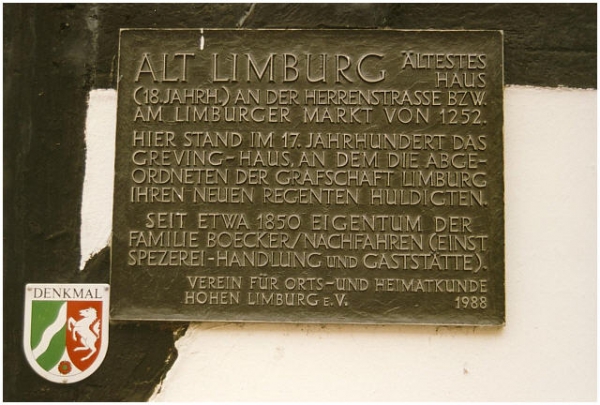 ALT LIMBURG ÄLTESTES
HAUS
(18. JAHRH.) AN DER HERRENSTRASSE BZW.
AM LIMBURGER MARKT VON 1252.
HIER STAND IM 17. JAHRHUNDERT DAS
GREVING-HAUS, AN DEM DIE ABGE-
ORDNETEN DER GRAFSCHAFT LIMBURG
IHREN NEUEN REGENTEN HULDIGTEN.
SEIT ETWA 1850 EIGENTUM DER
FAMILIE BOECKER/NACHFAHREN (EINST
SPEZEREI-HANDLUNG UND GASTSTÄTTE).
VEREIN FÜR ORTS- UND HEIMATKUNDE
HOHEN LIMBURG E.V. 1988
DENKMAL